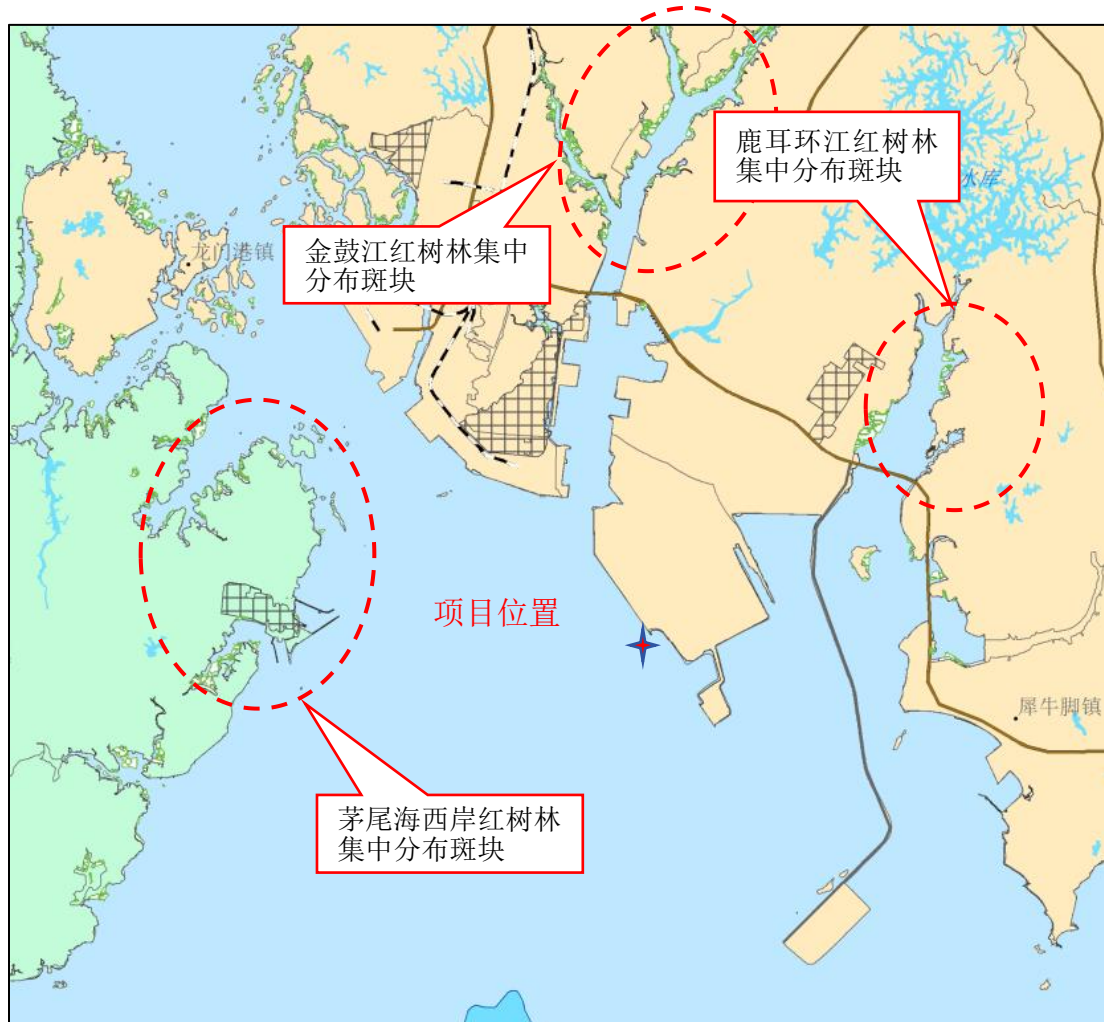 鹿耳环江红树林
集中分布斑块
水库
龙门港镇
金鼓江红树林集中
分布斑块
项目位置
犀牛脚镇
茅尾海西岸红树林
集中分布斑块